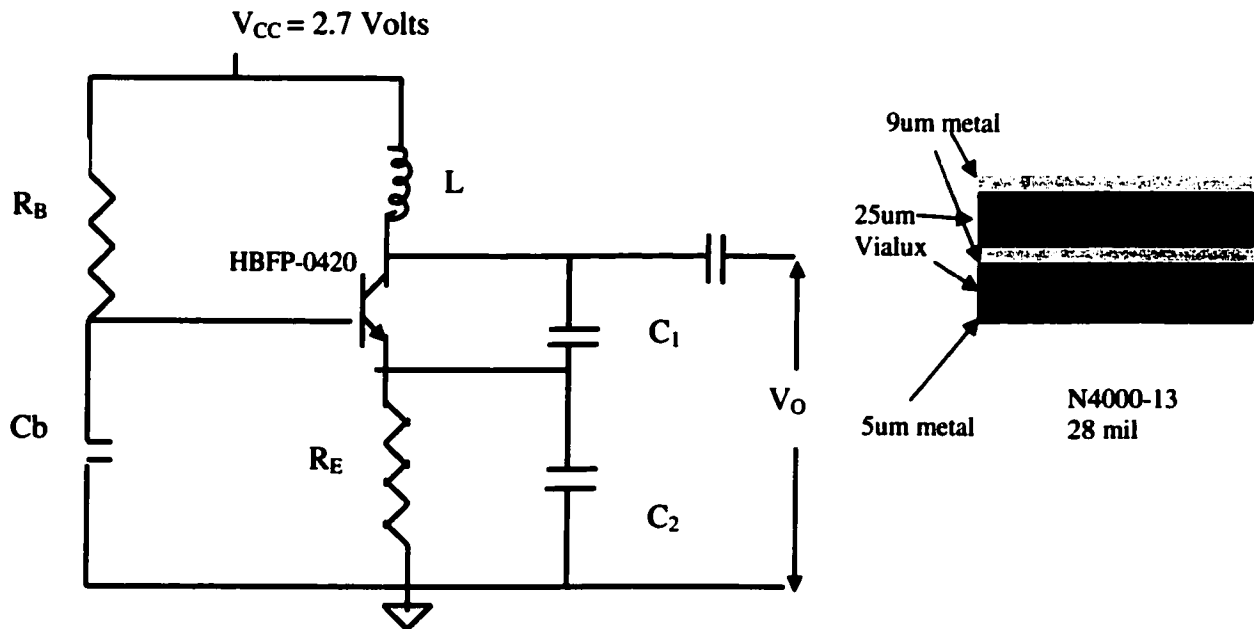 V_CC = 2.7 Volts
R_B
L
HBFP-0420
C_1
Cb
R_E
C_2
V_O
9um metal
25um
Vialux
5um metal
N4000-13
28 mil